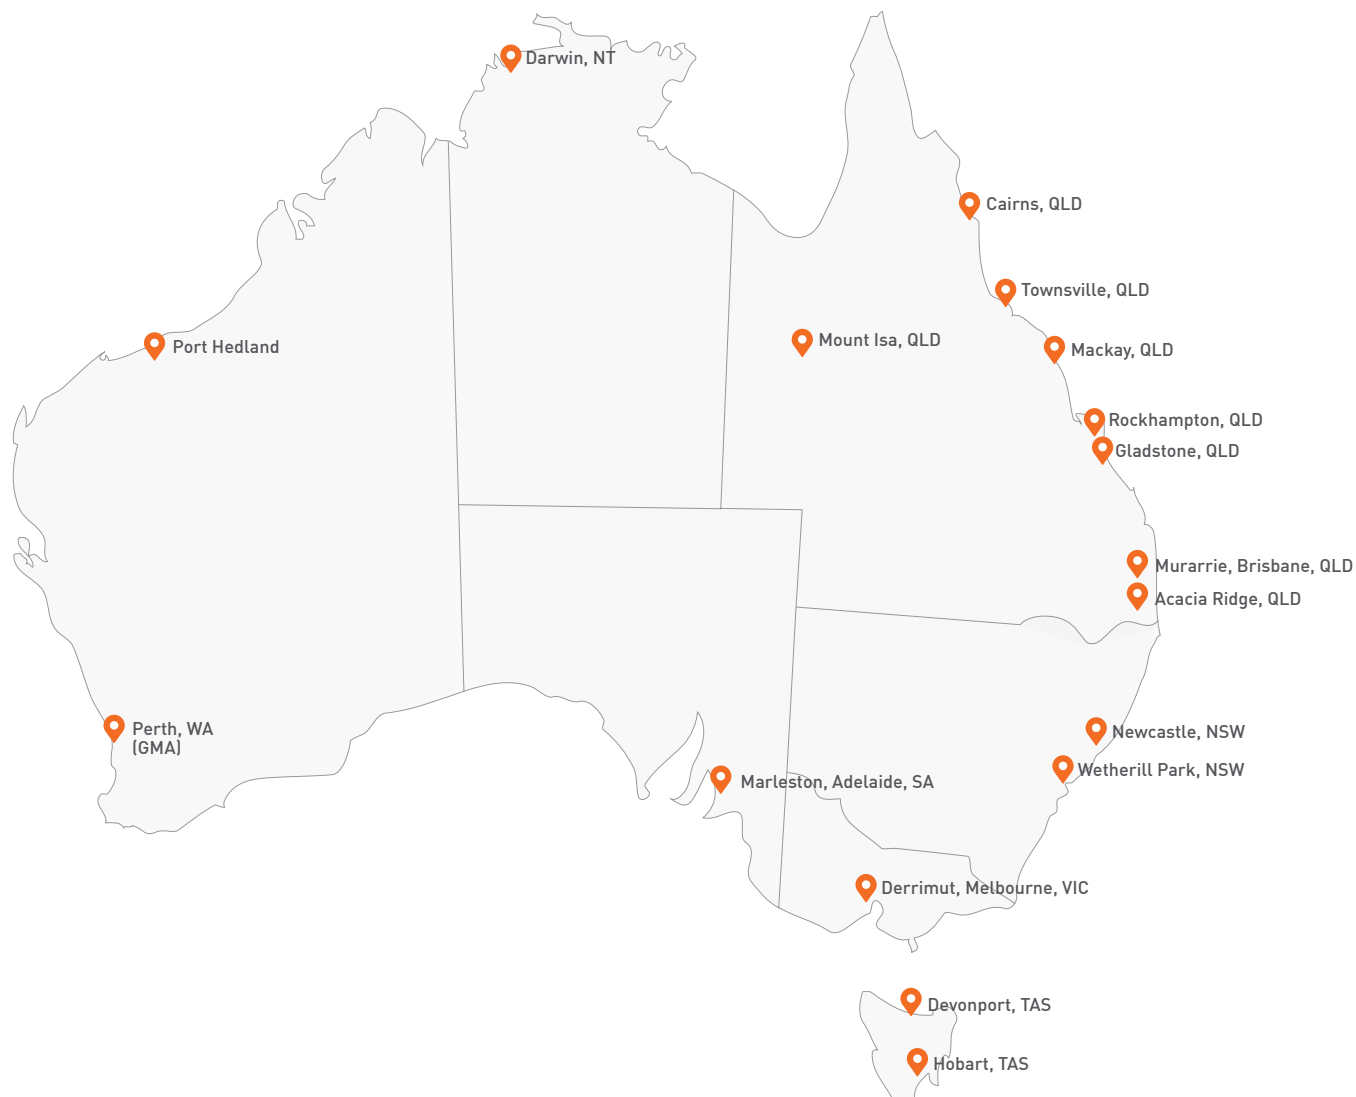 Darwin, NT
Cairns, QLD
Townsville, QLD
Mount Isa, QLD
Port Hedland
Mackay, QLD
Rockhampton, QLD
Gladstone, QLD
Murarrie, Brisbane, QLD
Acacia Ridge, QLD
Perth, WA
(GMA)
Newcastle, NSW
Wetherill Park, NSW
Marleston, Adelaide, SA
Derrimut, Melbourne, VIC
Devonport, TAS
Hobart, TAS